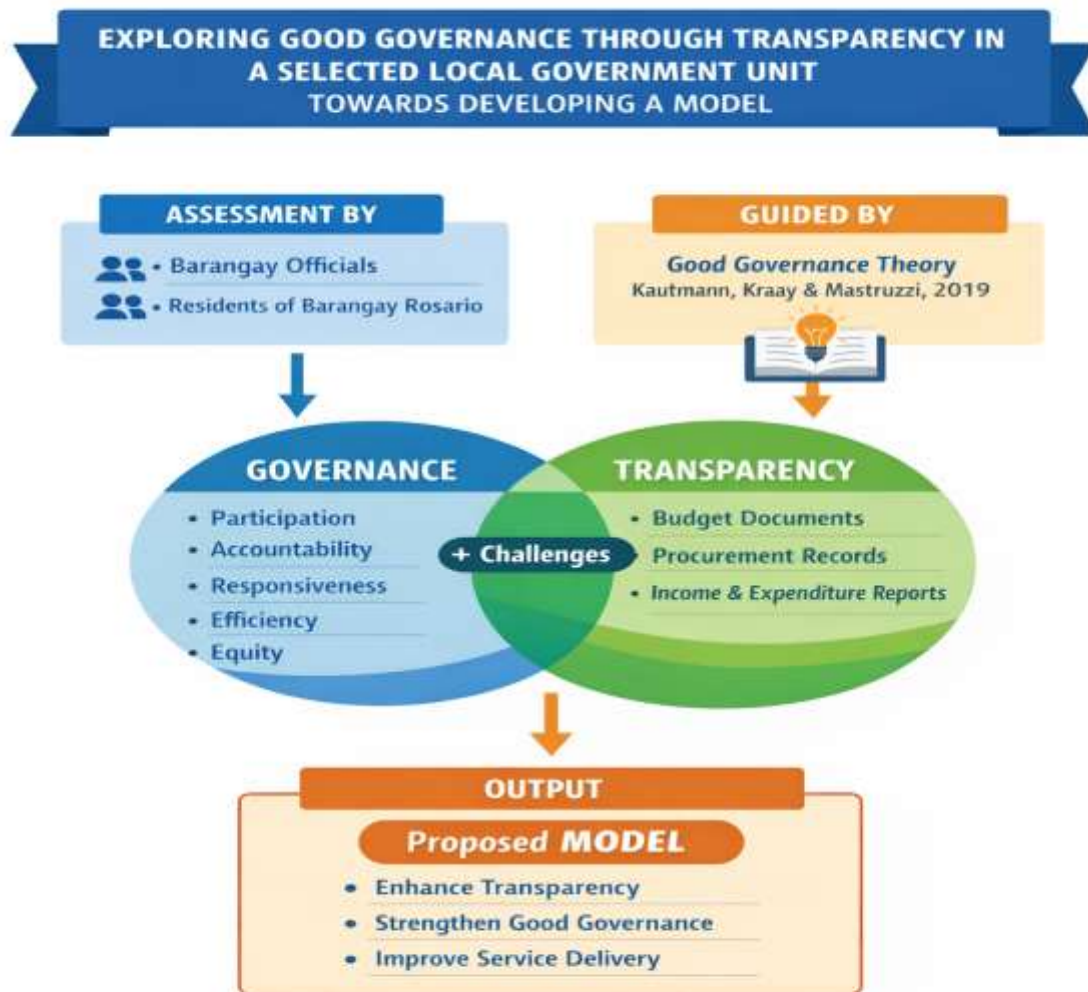 EXPLORING GOOD GOVERNANCE THROUGH TRANSPARENCY IN
A SELECTED LOCAL GOVERNMENT UNIT
TOWARDS DEVELOPING A MODEL
ASSESSMENT BY
• Barangay Officials
• Residents of Barangay Rosario
GUIDED BY
Good Governance Theory
Kautmann, Kraay & Mastruzzi, 2019
GOVERNANCE
• Participation
• Accountability
• Responsiveness
• Efficiency
• Equity
+ Challenges
TRANSPARENCY
• Budget Documents
• Procurement Records
• Income & Expenditure Reports
OUTPUT
Proposed MODEL
• Enhance Transparency
• Strengthen Good Governance
• Improve Service Delivery